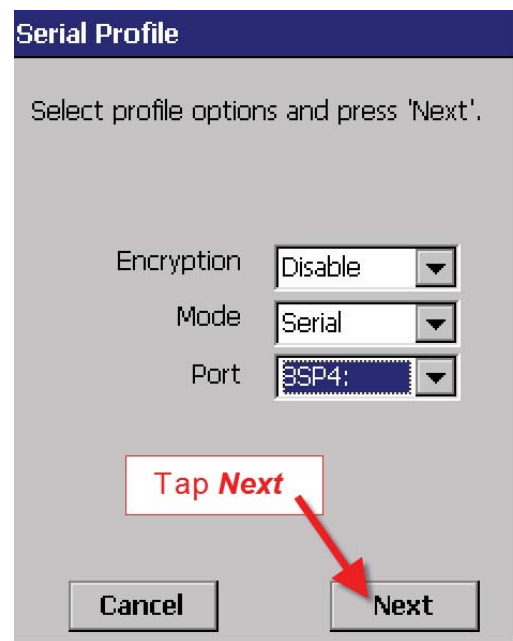 Serial Profile
Select profile options and press 'Next'.
Encryption Disable
Mode Serial
Port BSP4:
Tap Next
Cancel Next